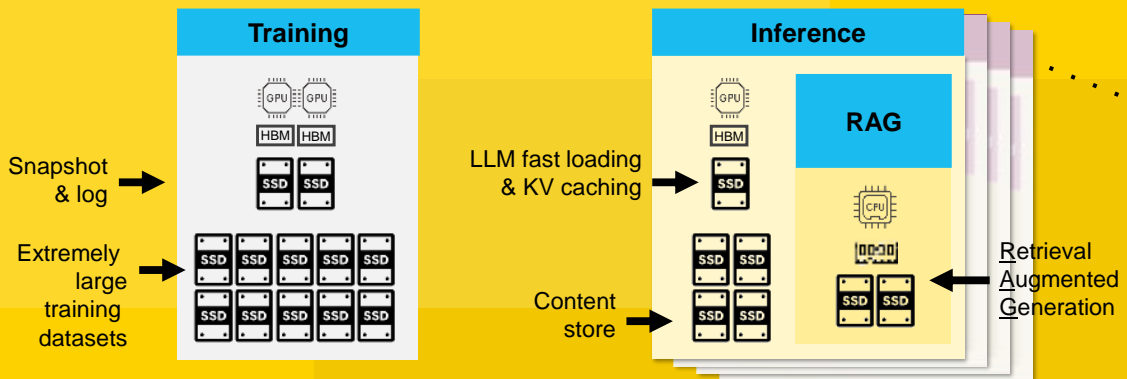 Training
GPU GPU
HBM HBM
Snapshot
& log
SSD SSD
Extremely
large
training
datasets
SSD SSD SSD SSD SSD
SSD SSD SSD SSD SSD
Inference
GPU
HBM
LLM fast loading
& KV caching
SSD
Content
store
SSD SSD
SSD SSD
RAG
CPU
SSD SSD
Retrieval
Augmented
Generation